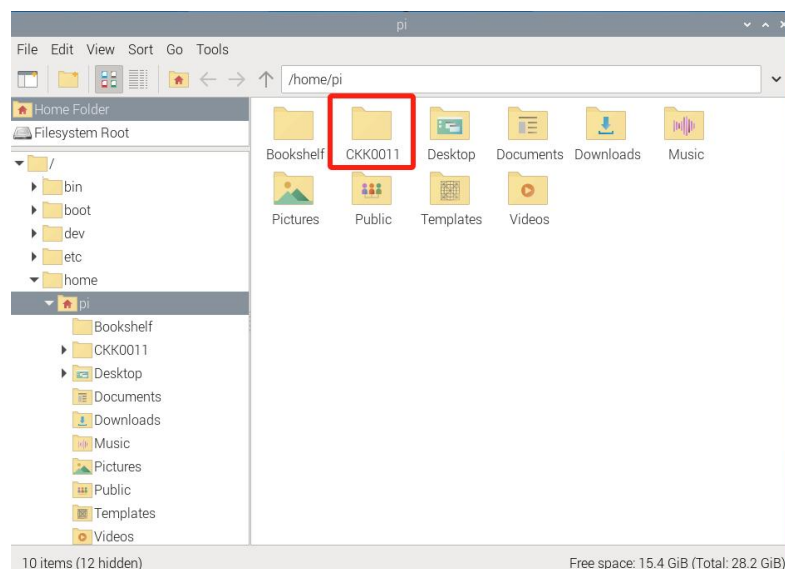 pi
File Edit View Sort Go Tools
/home/pi
Home Folder
Filesystem Root
/
bin
boot
dev
etc
home
pi
Bookshelf
CKK0011
Desktop
Documents
Downloads
Music
Pictures
Public
Templates
Videos
Bookshelf CKK0011 Desktop Documents Downloads Music
Pictures Public Templates Videos
10 items (12 hidden) Free space: 15.4 GiB (Total: 28.2 GiB)